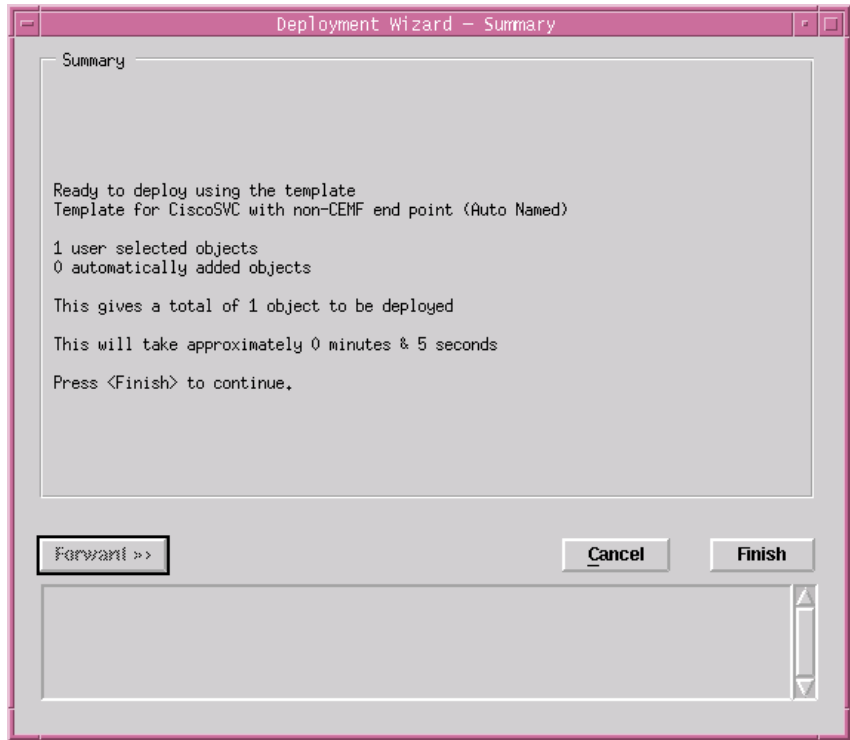 Deployment Wizard – Summary
Summary
Ready to deploy using the template
Template for CiscoSVC with non-CEMF end point (Auto Named)
1 user selected objects
0 automatically added objects
This gives a total of 1 object to be deployed
This will take approximately 0 minutes & 5 seconds
Press <Finish> to continue.
Forward >>
Cancel
Finish